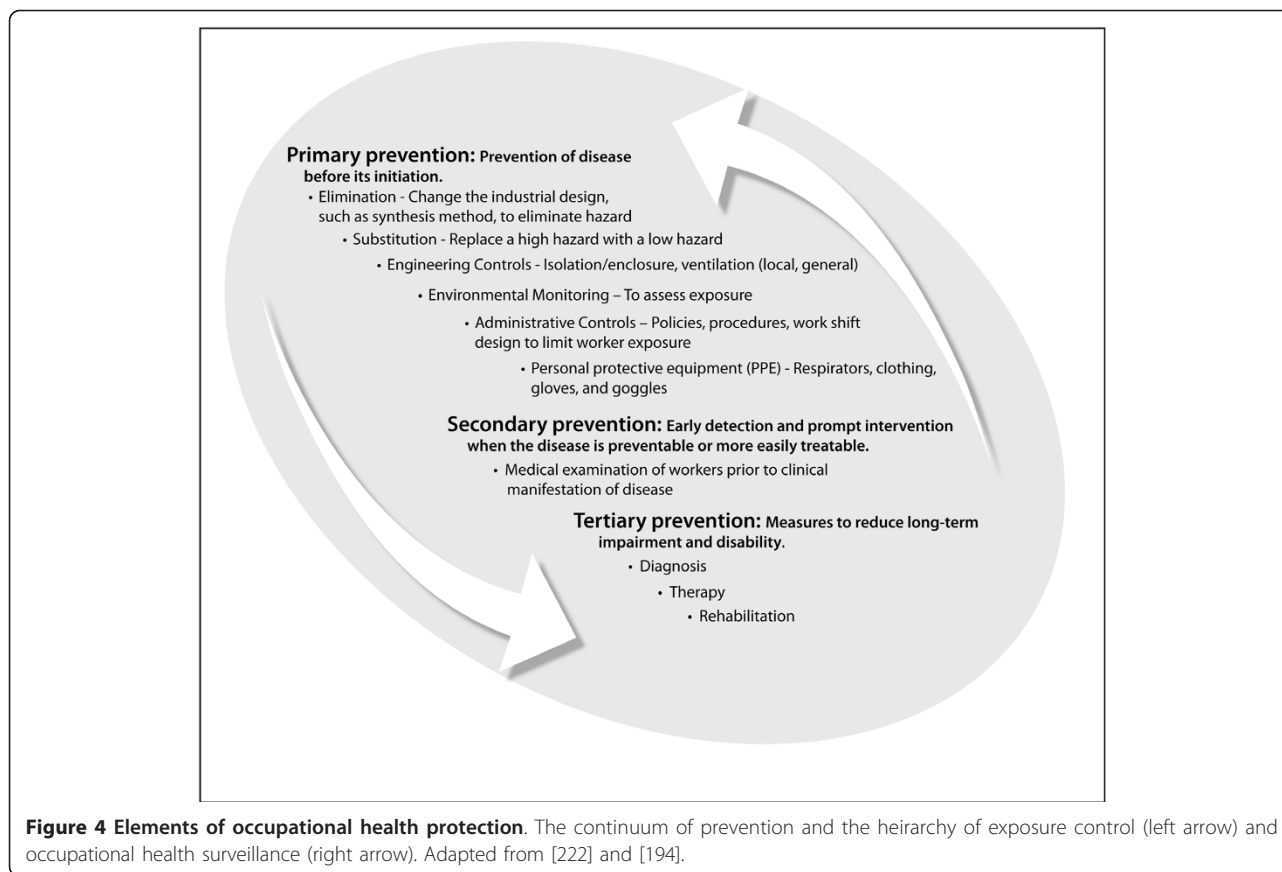 Primary prevention: Prevention of disease
before its initiation.
• Elimination - Change the industrial design,
such as synthesis method, to eliminate hazard
• Substitution - Replace a high hazard with a low hazard
• Engineering Controls - Isolation/enclosure, ventilation (local, general)
• Environmental Monitoring – To assess exposure
• Administrative Controls – Policies, procedures, work shift
design to limit worker exposure
• Personal protective equipment (PPE) - Respirators, clothing,
gloves, and goggles
Secondary prevention: Early detection and prompt intervention
when the disease is preventable or more easily treatable.
• Medical examination of workers prior to clinical
manifestation of disease
Tertiary prevention: Measures to reduce long-term
impairment and disability.
• Diagnosis
• Therapy
• Rehabilitation
Figure 4 Elements of occupational health protection. The continuum of prevention and the heirarchy of exposure control (left arrow) and
occupational health surveillance (right arrow). Adapted from [222] and [194].